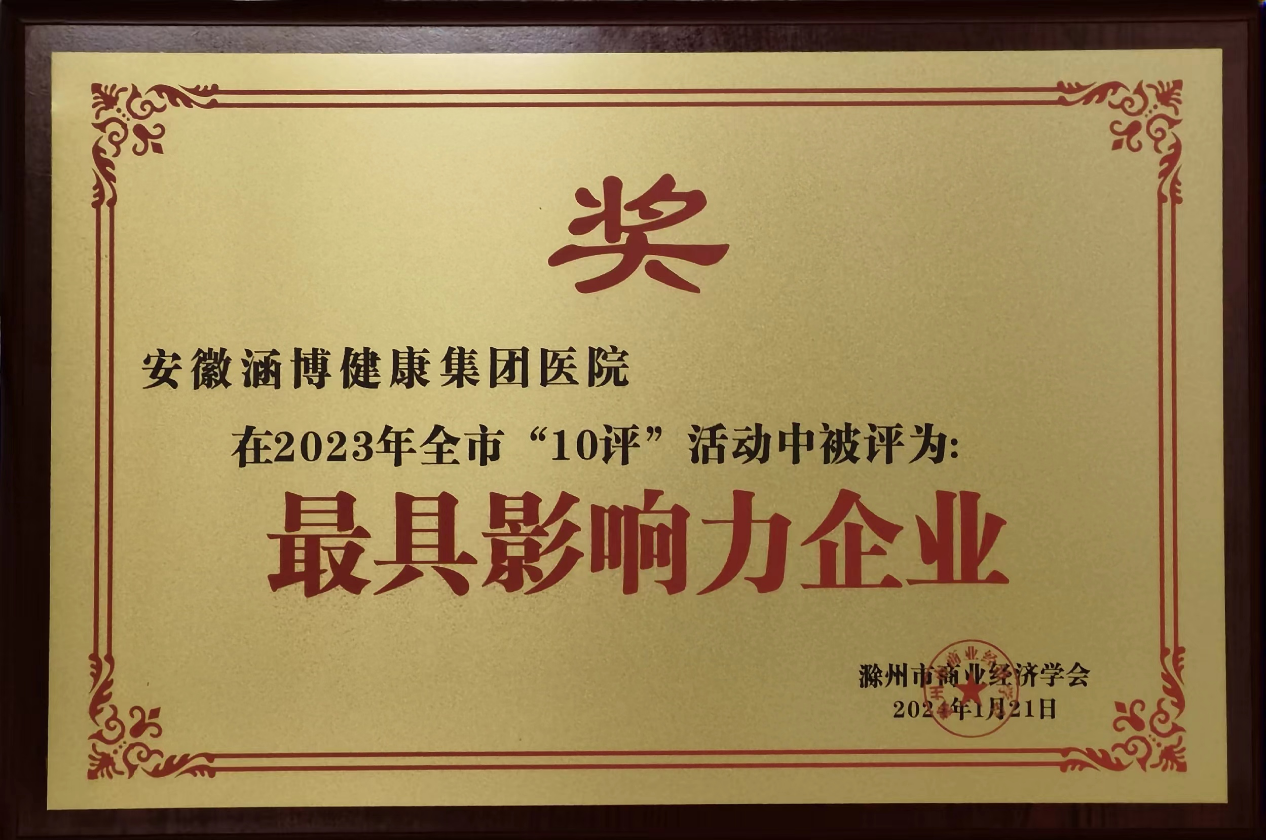 奖
安徽涵博健康集团医院
在2023年全市“10评”活动中被评为:
最具影响力企业
滁州市商业经济学会
2024年1月21日